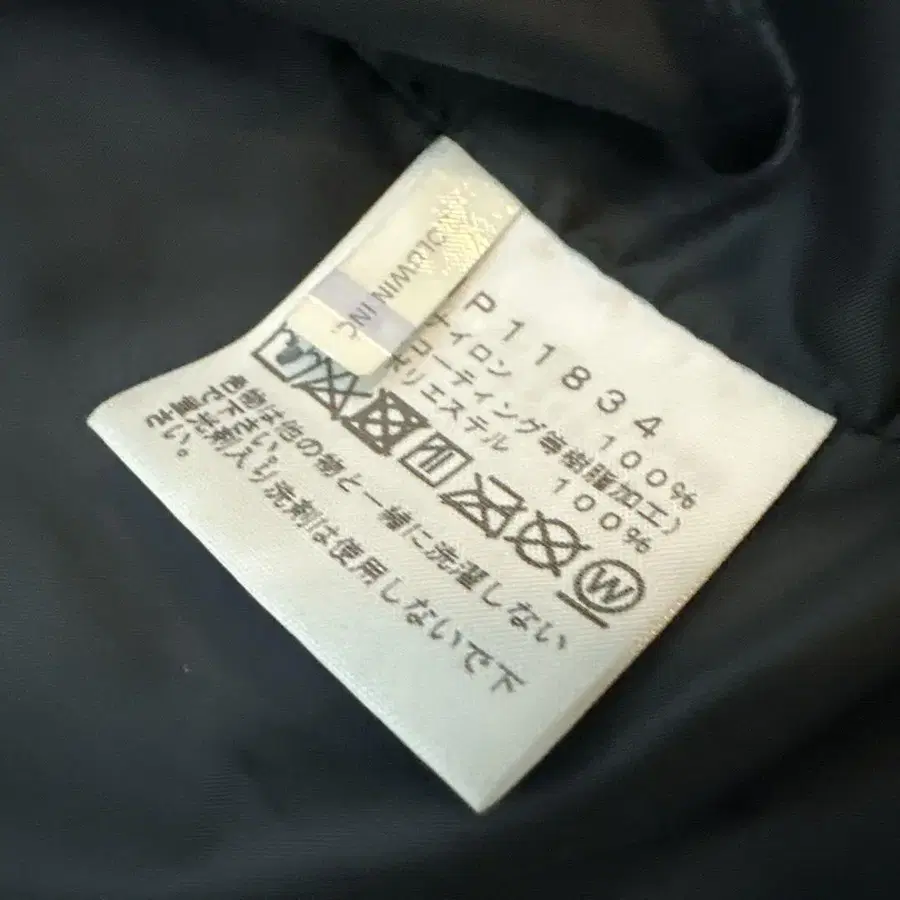 GOLDWIN INC.
P11834
ナイロン 100%
コーティング等樹脂加工)
ポリエステル 100%
W
色物は他の物と一緒に洗濯しない
で下さい。
蛍光剤入り洗剤は使用しないで下
さい。